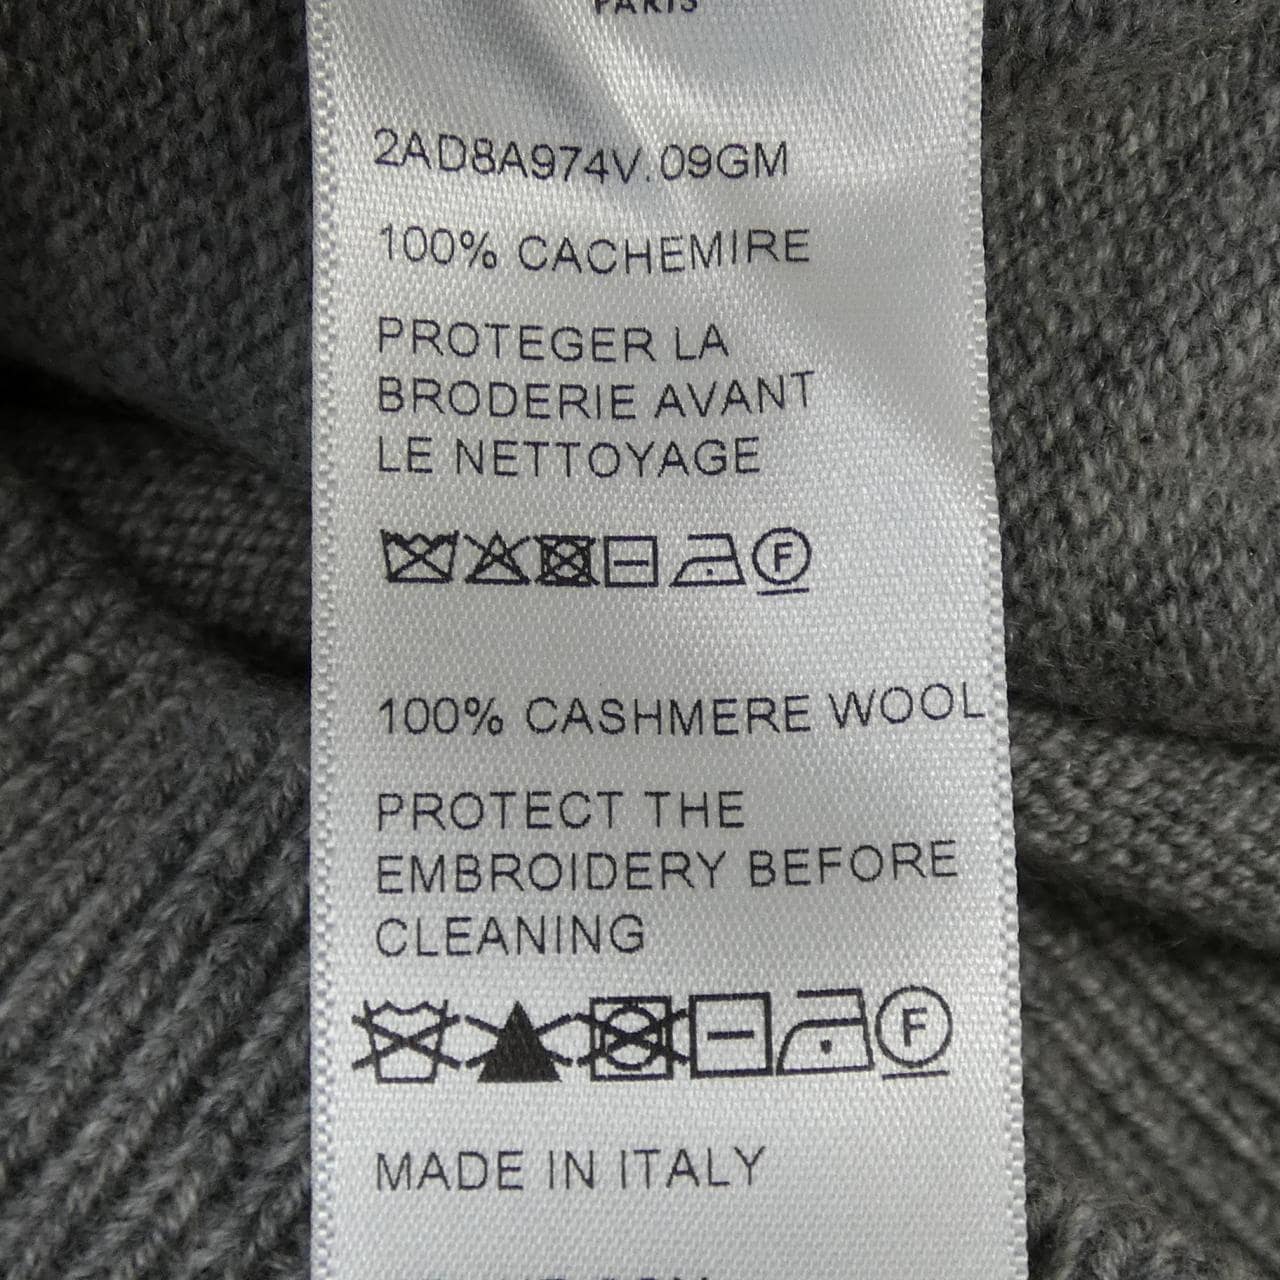 PARIS
2AD8A974V.09GM
100% CACHEMIRE
PROTEGER LA
BRODERIE AVANT
LE NETTOYAGE
F
100% CASHMERE WOOL
PROTECT THE
EMBROIDERY BEFORE
CLEANING
F
MADE IN ITALY